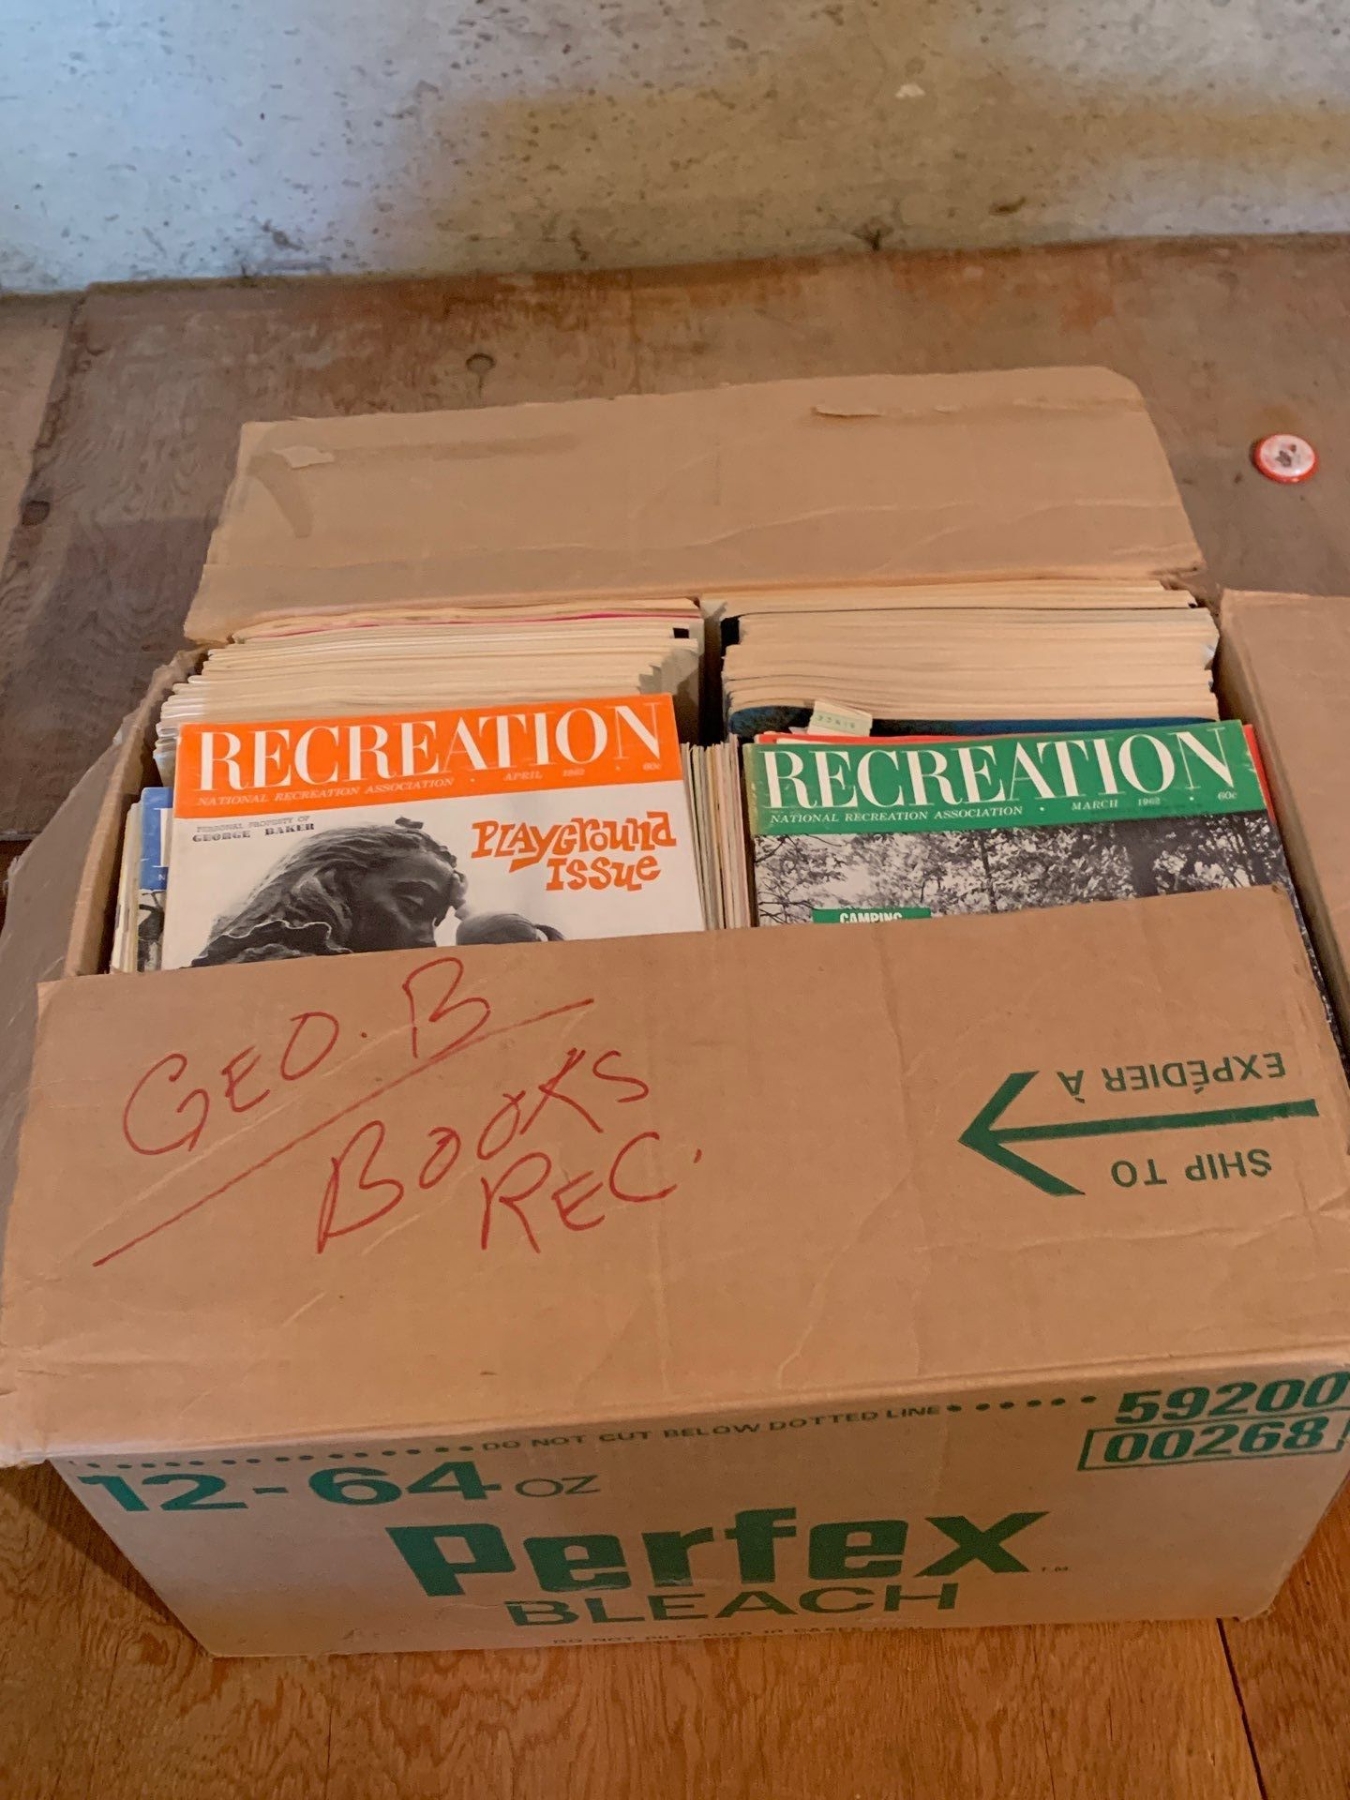 RECREATION
NATIONAL RECREATION ASSOCIATION • APRIL • 60c
PERSONAL PROPERTY OF
GEORGE BAKER
PLAYGROUND
ISSUE
RECREATION
NATIONAL RECREATION ASSOCIATION • MARCH 1962 • 60c
CAMPING
GEO. B
BOOKS
REC.
EXPÉDIER À
SHIP TO
DO NOT CUT BELOW DOTTED LINE
59200
00268
12-64 OZ
Perfex T.M.
BLEACH